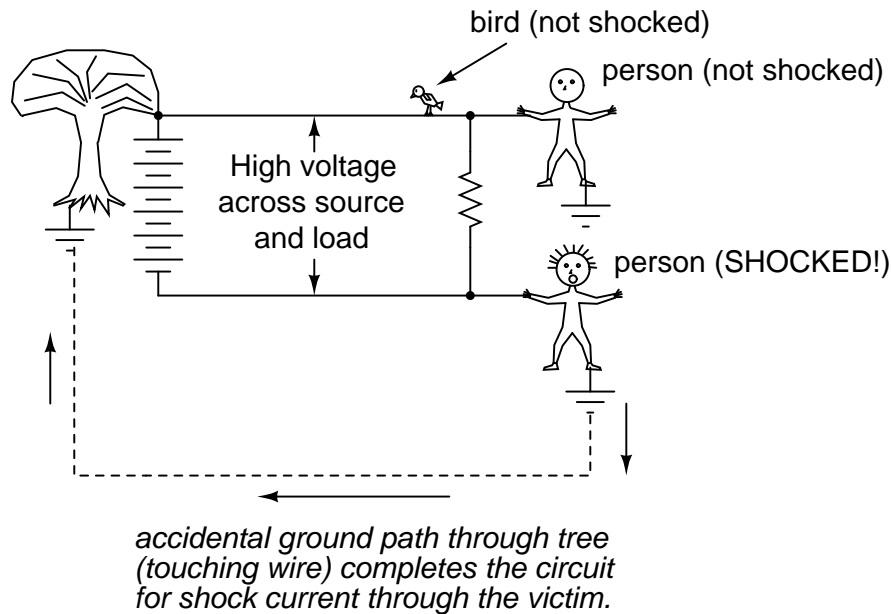 bird (not shocked)
person (not shocked)
High voltage
across source
and load
person (SHOCKED!)
accidental ground path through tree
(touching wire) completes the circuit
for shock current through the victim.